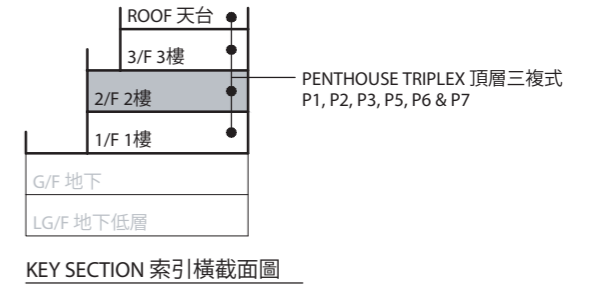 ROOF 天台
3/F 3樓
2/F 2樓
1/F 1樓
G/F 地下
LG/F 地下低層
PENTHOUSE TRIPLEX 頂層三複式
P1, P2, P3, P5, P6 & P7
KEY SECTION 索引橫截面圖